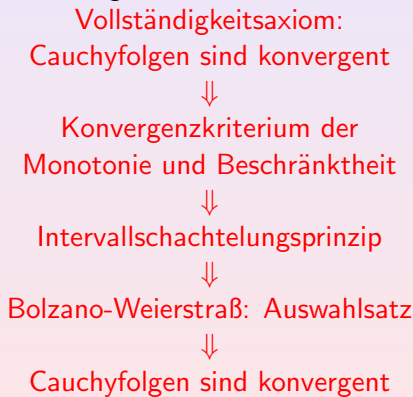 Vollständigkeitsaxiom:
Cauchyfolgen sind konvergent
⇓
Konvergenzkriterium der
Monotonie und Beschränktheit
⇓
Intervallschachtelungsprinzip
⇓
Bolzano-Weierstraß: Auswahlsatz
⇓
Cauchyfolgen sind konvergent